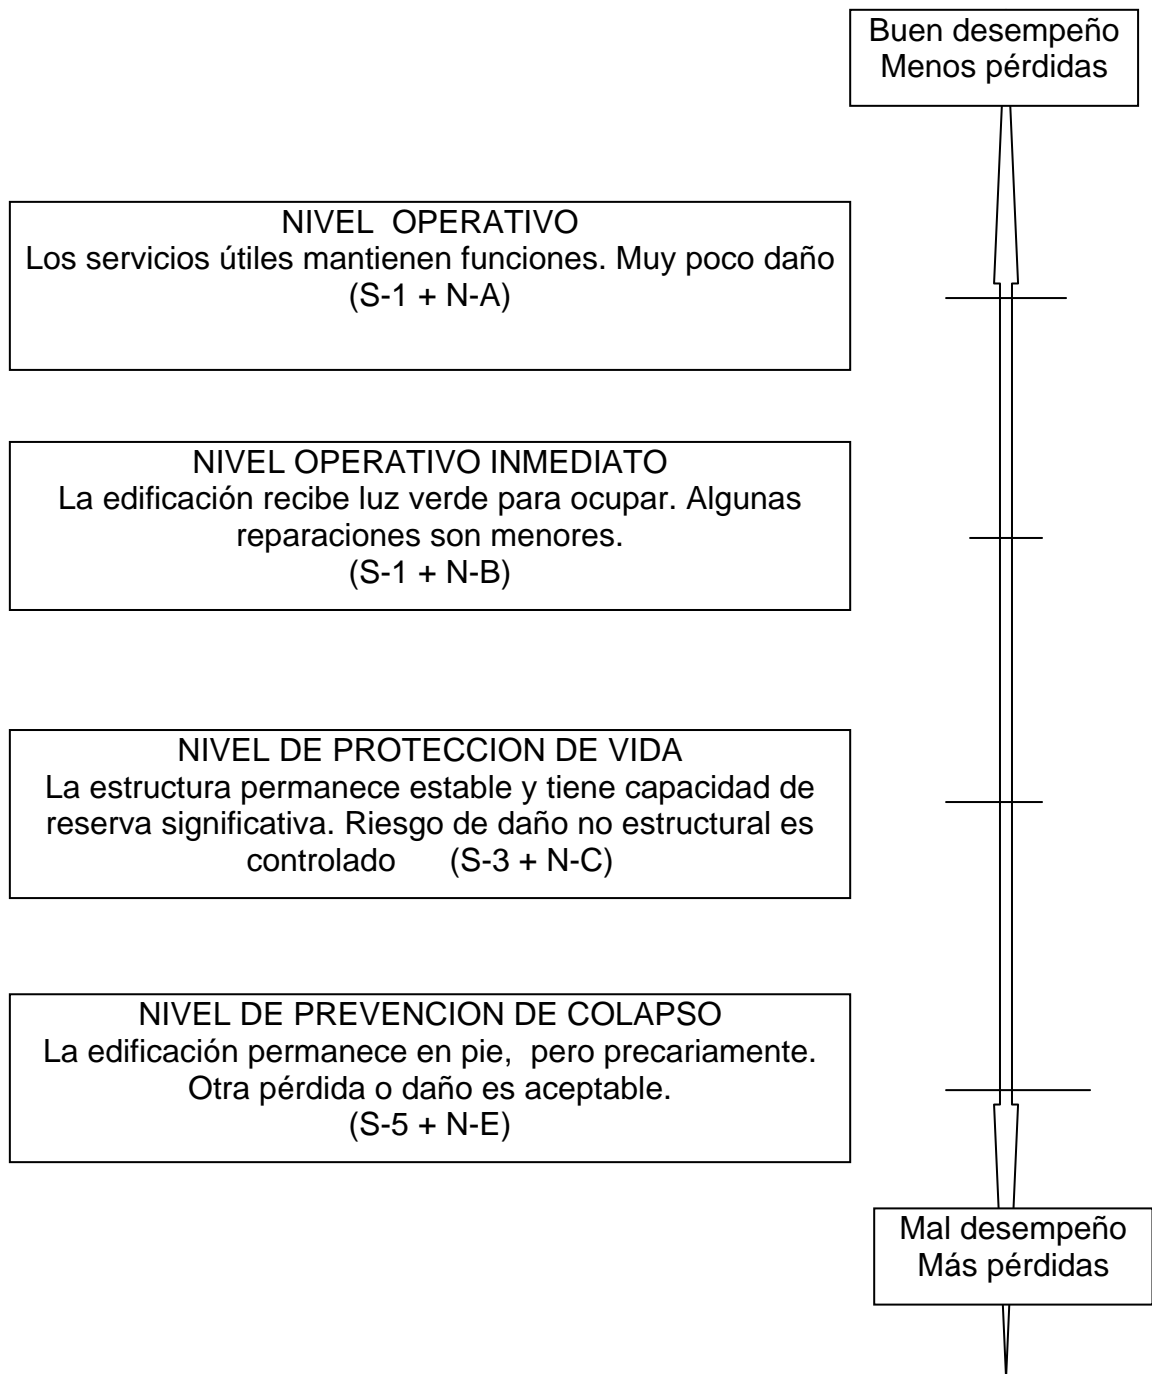 Buen desempeño
Menos pérdidas
NIVEL OPERATIVO
Los servicios útiles mantienen funciones. Muy poco daño
(S-1 + N-A)
NIVEL OPERATIVO INMEDIATO
La edificación recibe luz verde para ocupar. Algunas
reparaciones son menores.
(S-1 + N-B)
NIVEL DE PROTECCION DE VIDA
La estructura permanece estable y tiene capacidad de
reserva significativa. Riesgo de daño no estructural es
controlado (S-3 + N-C)
NIVEL DE PREVENCION DE COLAPSO
La edificación permanece en pie, pero precariamente.
Otra pérdida o daño es aceptable.
(S-5 + N-E)
Mal desempeño
Más pérdidas